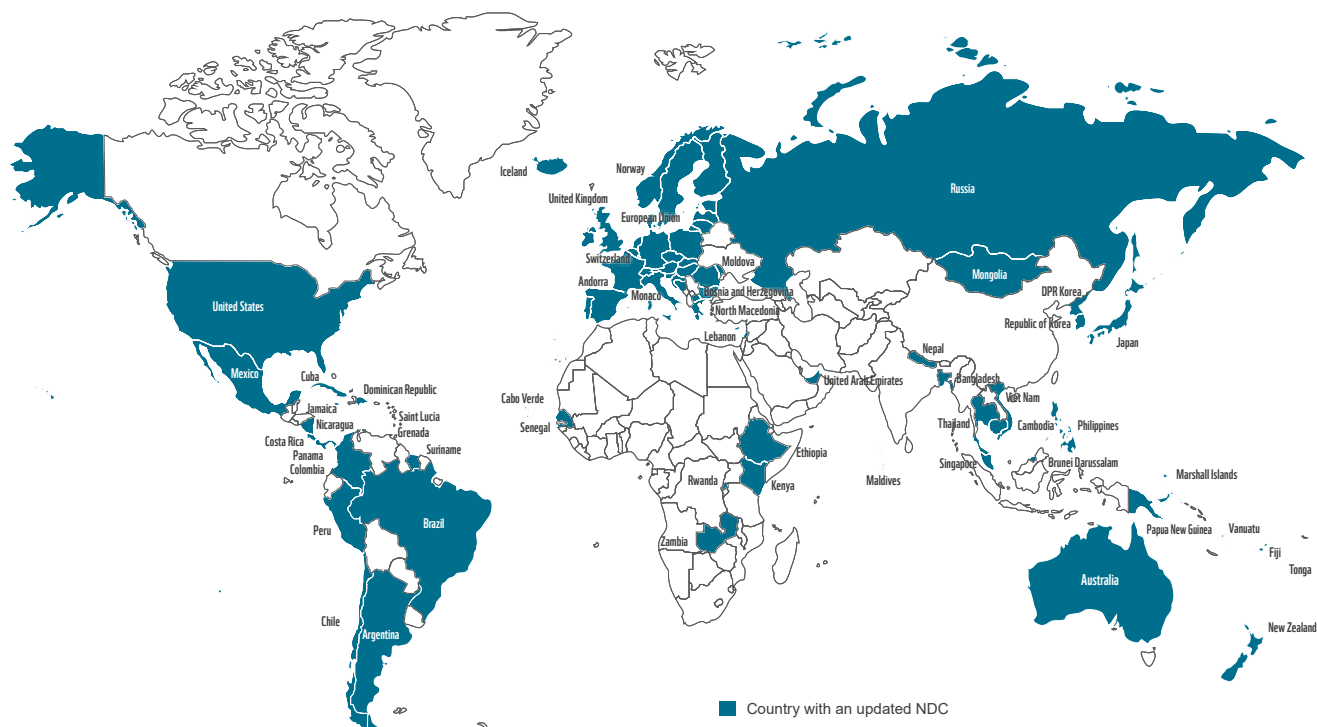 Iceland
Norway
United Kingdom
European Union
Russia
Switzerland
Moldova
Andorra
Bosnia and Herzegovina
Monaco
North Macedonia
Mongolia
DPR Korea
Republic of Korea
Japan
United States
Lebanon
Nepal
Mexico
Cuba
Dominican Republic
United Arab Emirates
Bangladesh
Cabo Verde
Viet Nam
Jamaica
Saint Lucia
Senegal
Nicaragua
Grenada
Thailand
Cambodia
Philippines
Costa Rica
Panama
Suriname
Ethiopia
Colombia
Singapore
Brunei Darussalam
Rwanda
Kenya
Maldives
Marshall Islands
Peru
Brazil
Zambia
Papua New Guinea
Vanuatu
Fiji
Tonga
Australia
Chile
Argentina
New Zealand
Country with an updated NDC